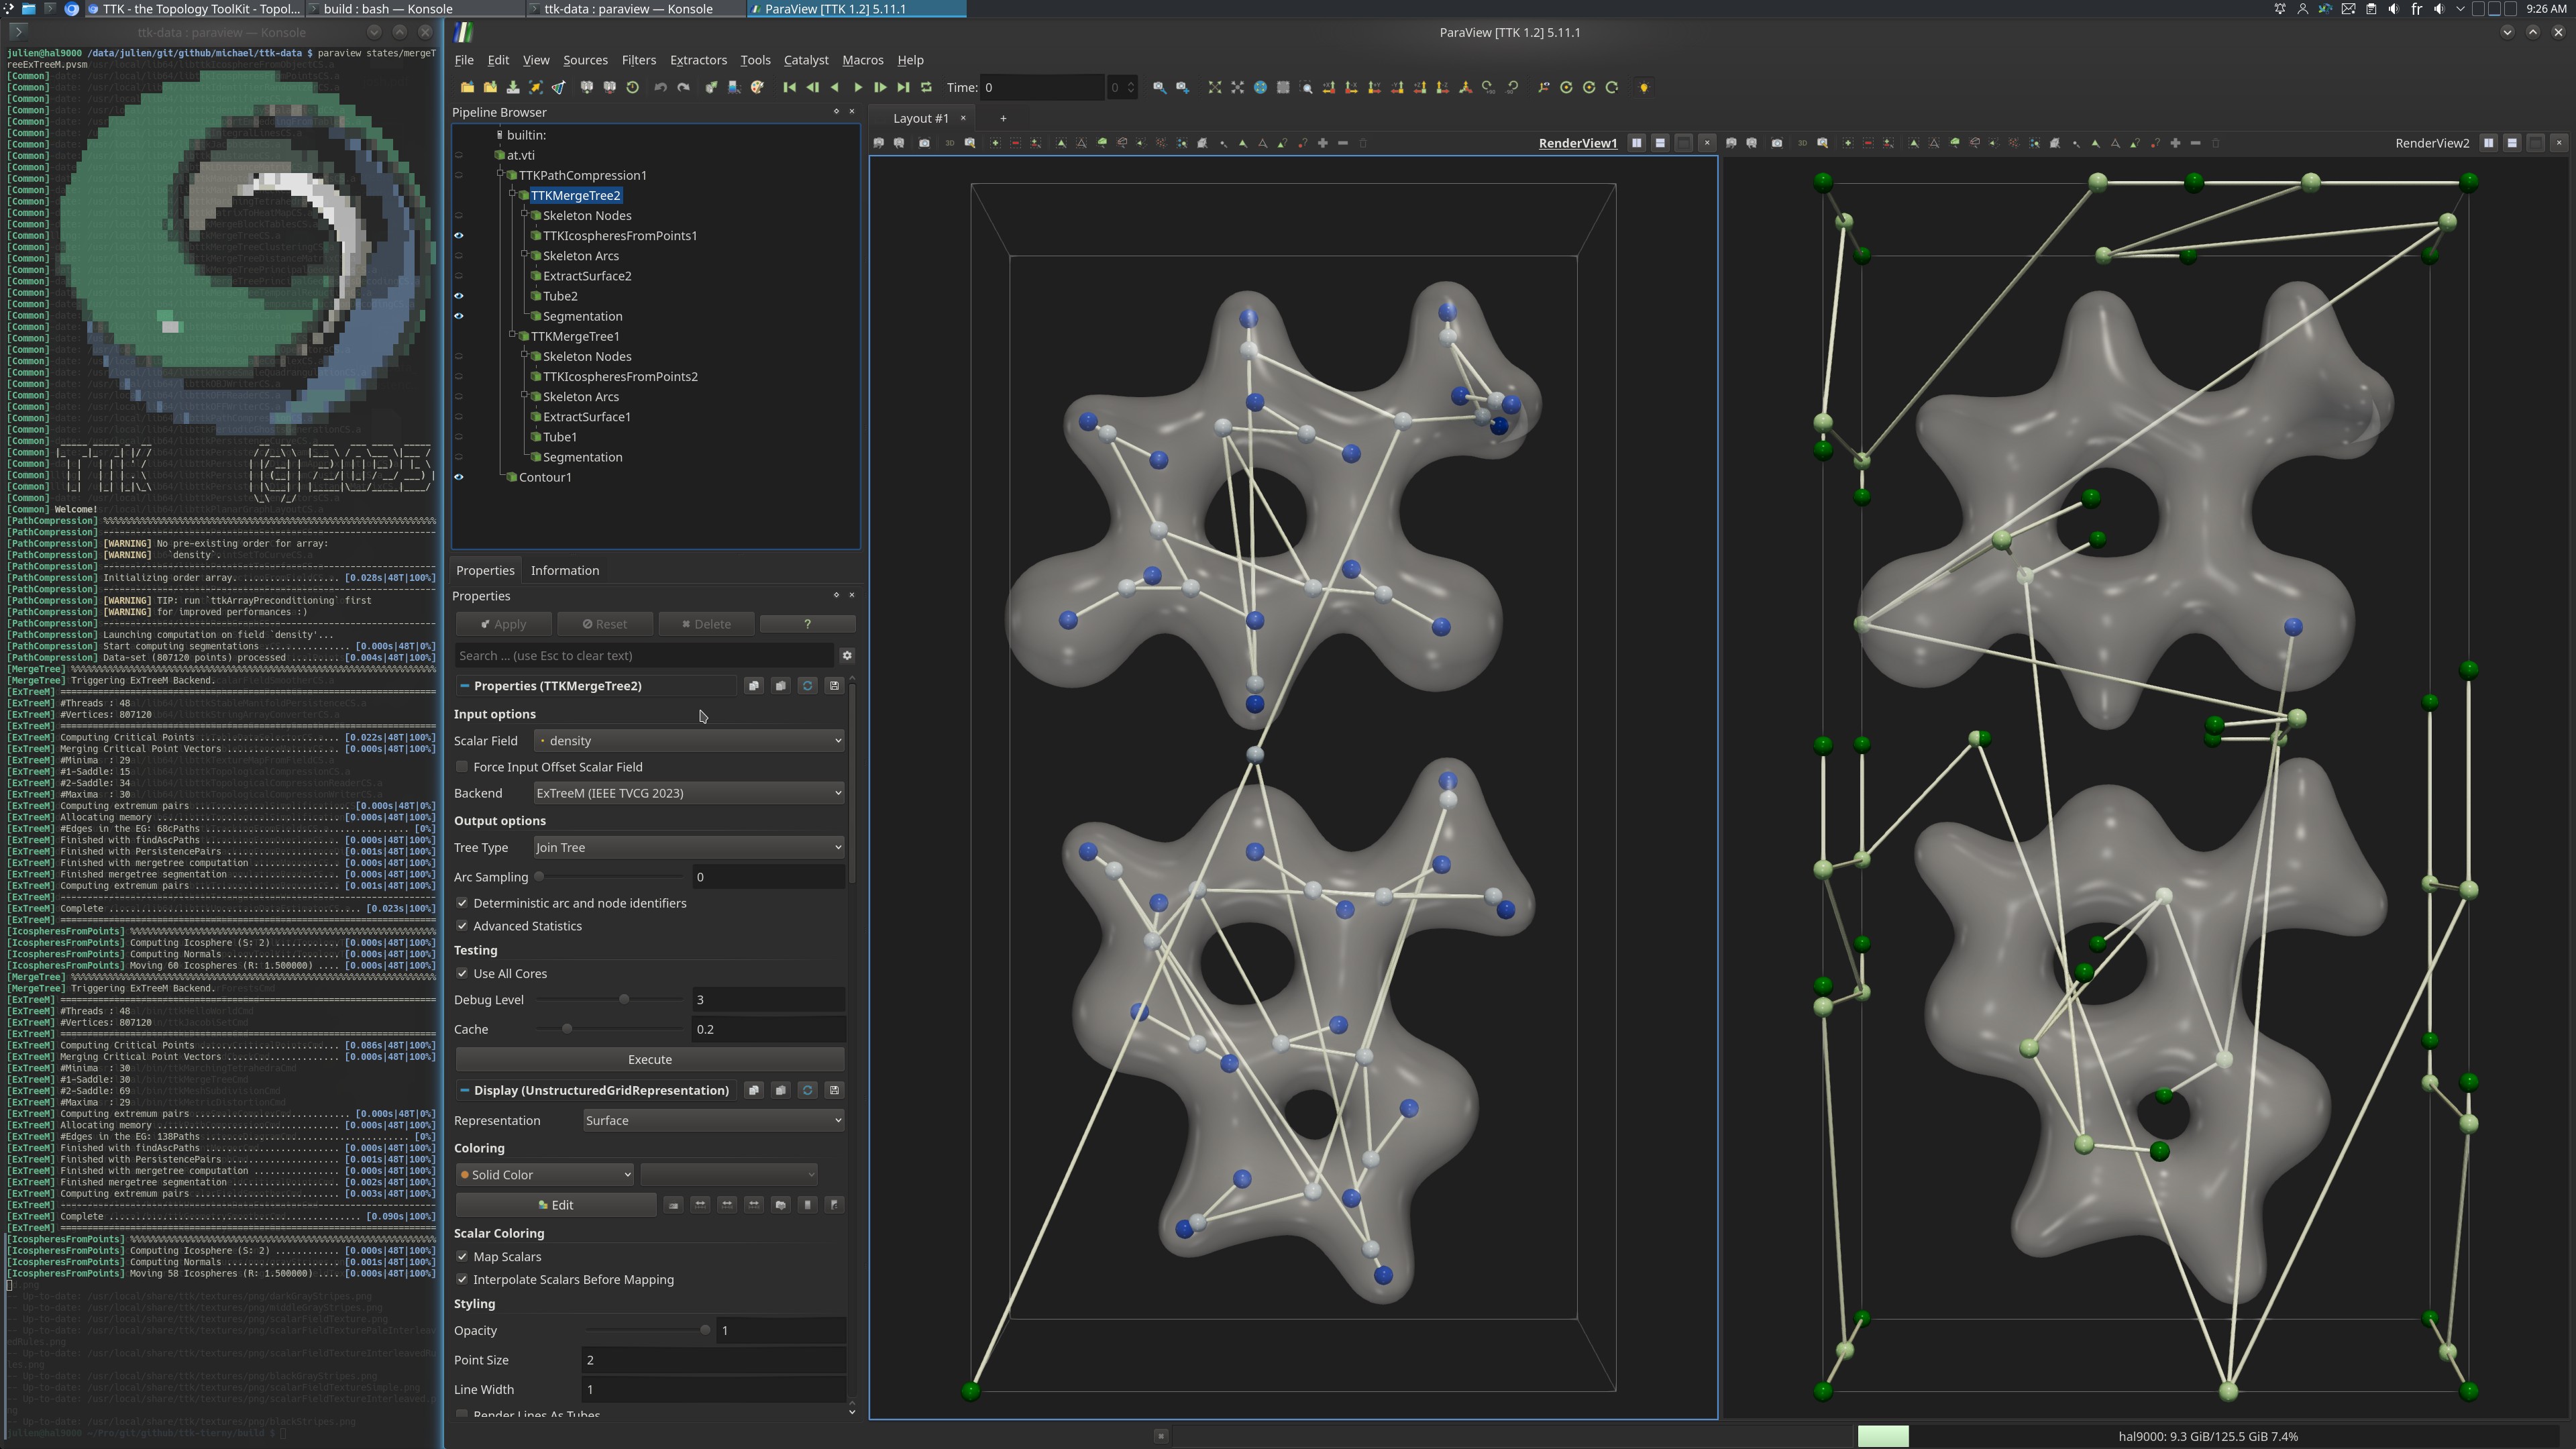 TTK - the Topology ToolKit - Topol...
build : bash — Konsole
ttk-data : paraview — Konsole
ParaView [TTK 1.2] 5.11.1
fr
9:26 AM
ttk-data : paraview — Konsole
julien@hal9000 /data/julien/git/github/michael/ttk-data $ paraview states/mergeT
reeExTreeM.pvsm
[Common]
[Common] Welcome!
[PathCompression] %%%%%%%%%%%%%%%%%%%%%%%%%%%%%%%%%%%%%%%%
[PathCompression] ----------------------------------------
[PathCompression] [WARNING] No pre-existing order for array:
[PathCompression] [WARNING] `density`.
[PathCompression] ----------------------------------------
[PathCompression] Initializing order array. ................. [0.028s|48T|100%]
[PathCompression] ----------------------------------------
[PathCompression] [WARNING] TIP: run `ttkArrayPreconditioning` first
[PathCompression] [WARNING] for improved performances :)
[PathCompression] ----------------------------------------
[PathCompression] Launching computation on field `density'...
[PathCompression] Start computing segmentations ............... [0.000s|48T|0%]
[PathCompression] Data-set (807120 points) processed ........ [0.004s|48T|100%]
[MergeTree] %%%%%%%%%%%%%%%%%%%%%%%%%%%%%%%%%%%%%%%%
[MergeTree] Triggering ExTreeM Backend.
[ExTreeM] ========================================
[ExTreeM] #Threads : 48
[ExTreeM] #Vertices: 807120
[ExTreeM] ========================================
[ExTreeM] Computing Critical Points ......................... [0.022s|48T|100%]
[ExTreeM] Merging Critical Point Vectors .................... [0.000s|48T|100%]
[ExTreeM] #Minima : 29
[ExTreeM] #1-Saddle: 15
[ExTreeM] #2-Saddle: 34
[ExTreeM] #Maxima : 30
[ExTreeM] Computing extremum pairs ............................ [0.000s|48T|0%]
[ExTreeM] Allocating memory ................................. [0.000s|48T|100%]
[ExTreeM] #Edges in the EG: 68cPaths ..................................... [0%]
[ExTreeM] Finished with findAscPaths ........................ [0.000s|48T|100%]
[ExTreeM] Finished with PersistencePairs .................... [0.001s|48T|100%]
[ExTreeM] Finished with mergetree computation ............... [0.000s|48T|100%]
[ExTreeM] Finished mergetree segmentation ................... [0.000s|48T|100%]
[ExTreeM] Computing extremum pairs .......................... [0.001s|48T|100%]
[ExTreeM] ----------------------------------------
[ExTreeM] Complete .......................................... [0.023s|100%]
[ExTreeM] ========================================
[IcospheresFromPoints] %%%%%%%%%%%%%%%%%%%%%%%%%%%%%%%%%%%%%%%%
[IcospheresFromPoints] Computing Icosphere (S: 2) ........... [0.000s|48T|100%]
[IcospheresFromPoints] Computing Normals .................... [0.000s|48T|100%]
[IcospheresFromPoints] Moving 60 Icospheres (R: 1.500000) .... [0.000s|48T|100%]
[MergeTree] %%%%%%%%%%%%%%%%%%%%%%%%%%%%%%%%%%%%%%%%
[MergeTree] Triggering ExTreeM Backend.
[ExTreeM] ========================================
[ExTreeM] #Threads : 48
[ExTreeM] #Vertices: 807120
[ExTreeM] ========================================
[ExTreeM] Computing Critical Points ......................... [0.086s|48T|100%]
[ExTreeM] Merging Critical Point Vectors .................... [0.000s|48T|100%]
[ExTreeM] #Minima : 30
[ExTreeM] #1-Saddle: 30
[ExTreeM] #2-Saddle: 69
[ExTreeM] #Maxima : 29
[ExTreeM] Computing extremum pairs ............................ [0.000s|48T|0%]
[ExTreeM] Allocating memory ................................. [0.000s|48T|100%]
[ExTreeM] #Edges in the EG: 138Paths ..................................... [0%]
[ExTreeM] Finished with findAscPaths ........................ [0.000s|48T|100%]
[ExTreeM] Finished with PersistencePairs .................... [0.001s|48T|100%]
[ExTreeM] Finished with mergetree computation ............... [0.000s|48T|100%]
[ExTreeM] Finished mergetree segmentation ................... [0.002s|48T|100%]
[ExTreeM] Computing extremum pairs .......................... [0.003s|48T|100%]
[ExTreeM] ----------------------------------------
[ExTreeM] Complete .......................................... [0.090s|100%]
[ExTreeM] ========================================
[IcospheresFromPoints] %%%%%%%%%%%%%%%%%%%%%%%%%%%%%%%%%%%%%%%%
[IcospheresFromPoints] Computing Icosphere (S: 2) ........... [0.000s|48T|100%]
[IcospheresFromPoints] Computing Normals .................... [0.001s|48T|100%]
[IcospheresFromPoints] Moving 58 Icospheres (R: 1.500000) .... [0.000s|48T|100%]
ParaView [TTK 1.2] 5.11.1
File Edit View Sources Filters Extractors Tools Catalyst Macros Help
Time: 0
0
Pipeline Browser
builtin:
at.vti
TTKPathCompression1
TTKMergeTree2
Skeleton Nodes
TTKIcospheresFromPoints1
Skeleton Arcs
ExtractSurface2
Tube2
Segmentation
TTKMergeTree1
Skeleton Nodes
TTKIcospheresFromPoints2
Skeleton Arcs
ExtractSurface1
Tube1
Segmentation
Contour1
Properties Information
Properties
Apply Reset Delete ?
Search ... (use Esc to clear text)
Properties (TTKMergeTree2)
Input options
Scalar Field density
Force Input Offset Scalar Field
Backend ExTreeM (IEEE TVCG 2023)
Output options
Tree Type Join Tree
Arc Sampling 0
Deterministic arc and node identifiers
Advanced Statistics
Testing
Use All Cores
Debug Level 3
Cache 0.2
Execute
Display (UnstructuredGridRepresentation)
Representation Surface
Coloring
Solid Color
Edit
Scalar Coloring
Map Scalars
Interpolate Scalars Before Mapping
Styling
Opacity 1
Point Size 2
Line Width 1
Render Lines As Tubes
Layout #1
+
3D
RenderView1
3D
RenderView2
hal9000: 9.3 GiB/125.5 GiB 7.4%